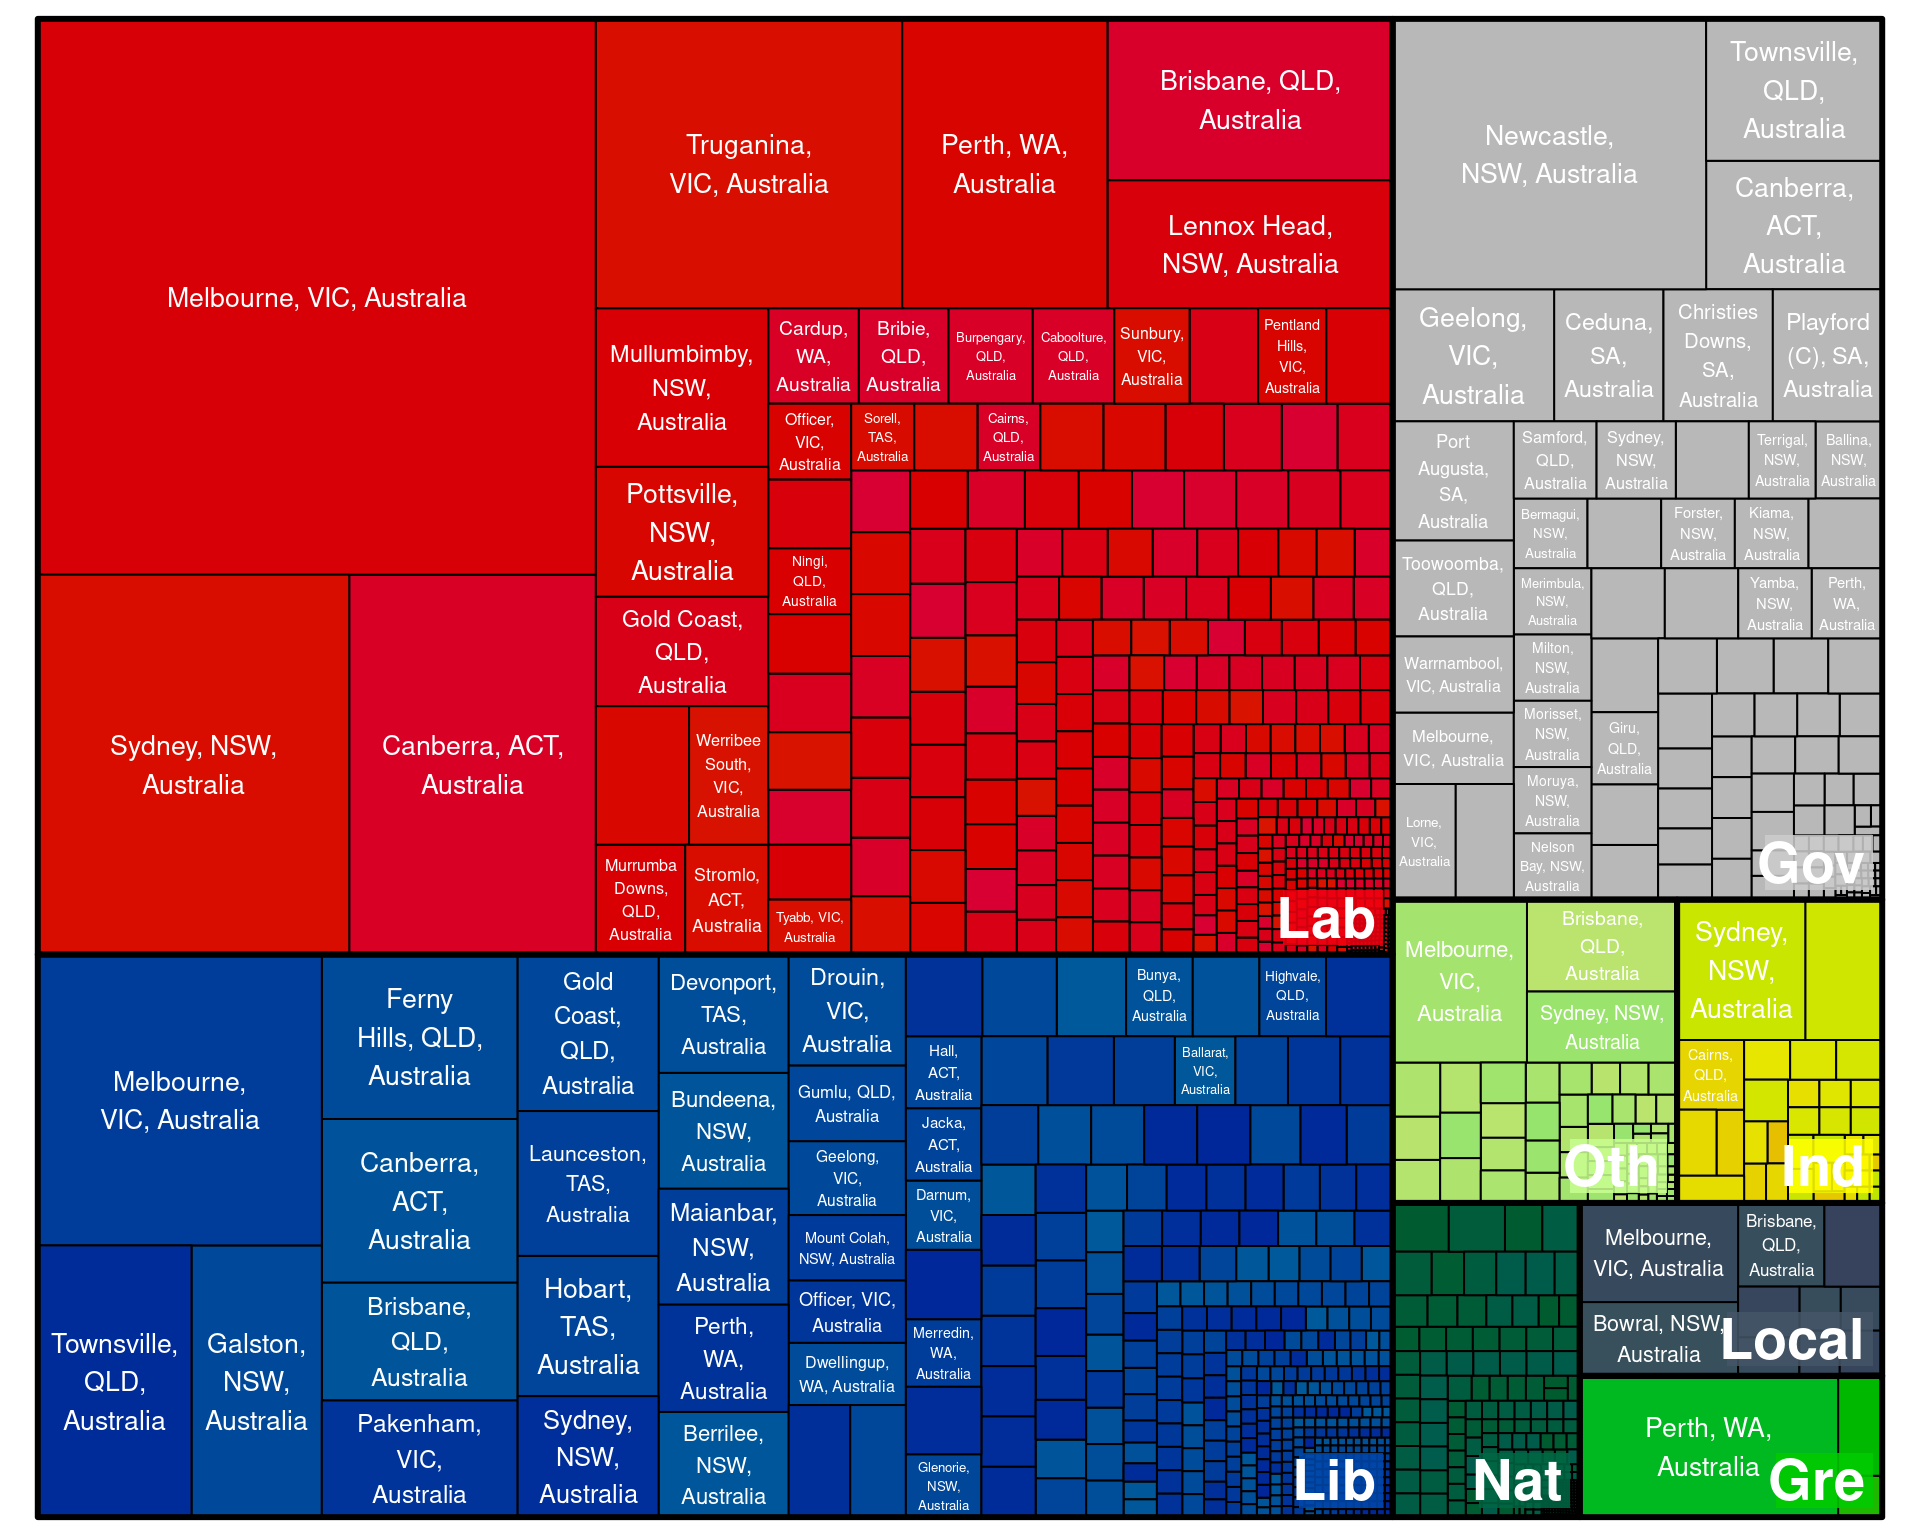 Melbourne, VIC, Australia
Sydney, NSW,
Australia
Canberra, ACT,
Australia
Truganina,
VIC, Australia
Perth, WA,
Australia
Brisbane, QLD,
Australia
Lennox Head,
NSW, Australia
Mullumbimby,
NSW,
Australia
Pottsville,
NSW,
Australia
Gold Coast,
QLD,
Australia
Werribee
South,
VIC,
Australia
Murrumba
Downs,
QLD,
Australia
Stromlo,
ACT,
Australia
Cardup,
WA,
Australia
Bribie,
QLD,
Australia
Burpengary,
QLD,
Australia
Caboolture,
QLD,
Australia
Sunbury,
VIC,
Australia
Pentland
Hills,
VIC,
Australia
Officer,
VIC,
Australia
Sorell,
TAS,
Australia
Cairns,
QLD,
Australia
Ningi,
QLD,
Australia
Tyabb, VIC,
Australia
Lab
Newcastle,
NSW, Australia
Townsville,
QLD,
Australia
Canberra,
ACT,
Australia
Geelong,
VIC,
Australia
Ceduna,
SA,
Australia
Christies
Downs,
SA,
Australia
Playford
(C), SA,
Australia
Port
Augusta,
SA,
Australia
Toowoomba,
QLD,
Australia
Warrnambool,
VIC, Australia
Melbourne,
VIC, Australia
Lorne,
VIC,
Australia
Samford,
QLD,
Australia
Sydney,
NSW,
Australia
Terrigal,
NSW,
Australia
Ballina,
NSW,
Australia
Bermagui,
NSW,
Australia
Forster,
NSW,
Australia
Kiama,
NSW,
Australia
Merimbula,
NSW,
Australia
Yamba,
NSW,
Australia
Perth,
WA,
Australia
Milton,
NSW,
Australia
Morisset,
NSW,
Australia
Giru,
QLD,
Australia
Moruya,
NSW,
Australia
Nelson
Bay, NSW,
Australia
Gov
Melbourne,
VIC, Australia
Townsville,
QLD,
Australia
Galston,
NSW,
Australia
Ferny
Hills, QLD,
Australia
Canberra,
ACT,
Australia
Brisbane,
QLD,
Australia
Pakenham,
VIC,
Australia
Gold
Coast,
QLD,
Australia
Launceston,
TAS,
Australia
Hobart,
TAS,
Australia
Sydney,
NSW,
Australia
Devonport,
TAS,
Australia
Bundeena,
NSW,
Australia
Maianbar,
NSW,
Australia
Perth,
WA,
Australia
Berrilee,
NSW,
Australia
Drouin,
VIC,
Australia
Gumlu, QLD,
Australia
Geelong,
VIC,
Australia
Mount Colah,
NSW, Australia
Officer, VIC,
Australia
Dwellingup,
WA, Australia
Hall,
ACT,
Australia
Jacka,
ACT,
Australia
Darnum,
VIC,
Australia
Merredin,
WA,
Australia
Glenorie,
NSW,
Australia
Bunya,
QLD,
Australia
Highvale,
QLD,
Australia
Ballarat,
VIC,
Australia
Lib
Melbourne,
VIC,
Australia
Brisbane,
QLD,
Australia
Sydney, NSW,
Australia
Oth
Sydney,
NSW,
Australia
Cairns,
QLD,
Australia
Ind
Nat
Melbourne,
VIC, Australia
Brisbane,
QLD,
Australia
Bowral, NSW,
Australia
Local
Perth, WA,
Australia
Gre